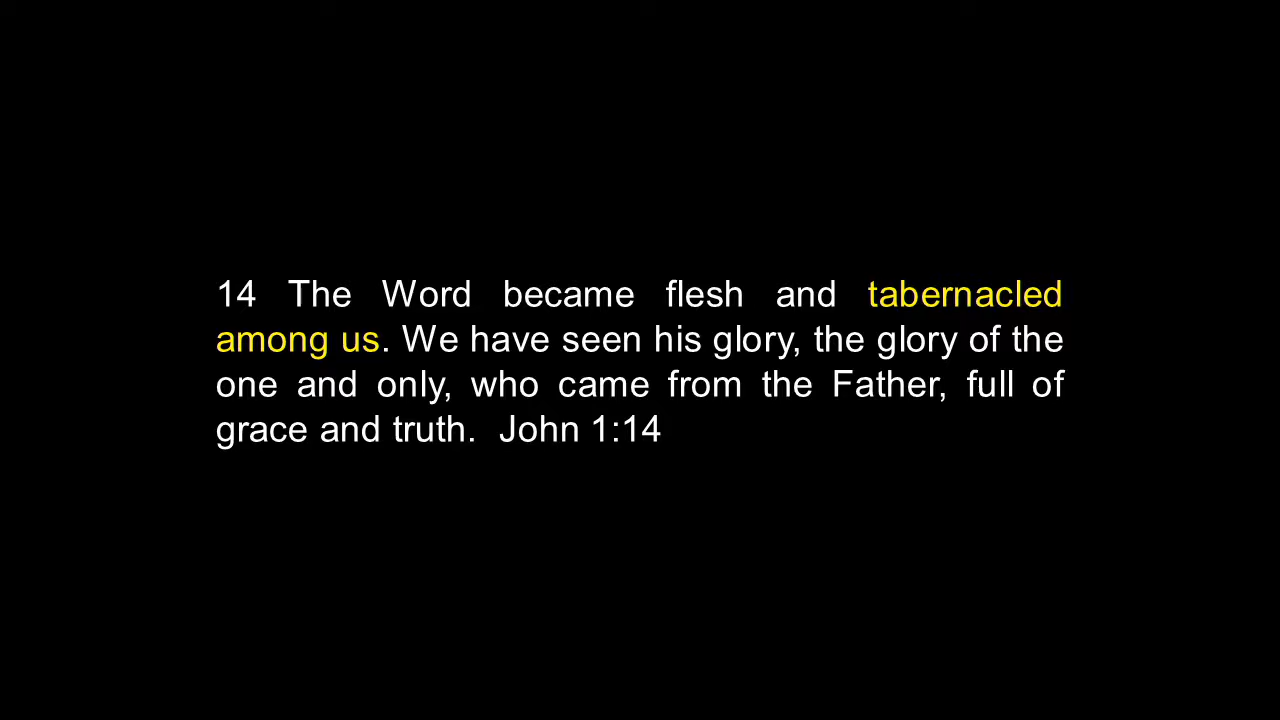 14 The Word became flesh and tabernacled
among us. We have seen his glory, the glory of the
one and only, who came from the Father, full of
grace and truth.  John 1:14